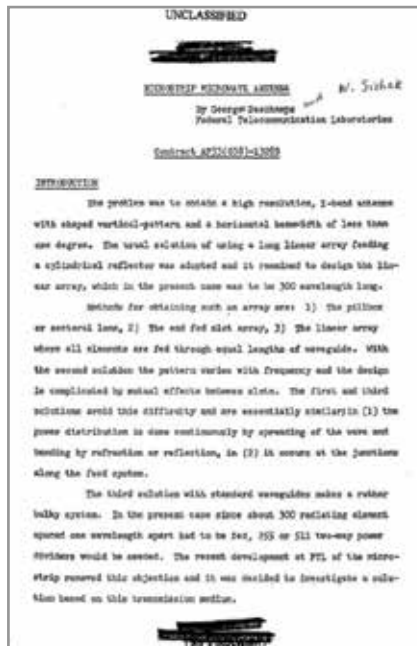 UNCLASSIFIED
MICROSTRIP MICROWAVE ANTENNA
By Georges Deschamps and W. Sichak
Federal Telecommunication Laboratories
Contract AF33(038)-
INTRODUCTION
The problem was to obtain a high resolution, X-band antenna
with shaped vertical-pattern and a horizontal beamwidth of less than
one degree. The usual solution of using a long linear array feeding
a cylindrical reflector was adopted and it remained to design the lin-
ear array, which in the present case was to be 300 wavelength long.
Methods for obtaining such an array are: 1) The pillbox
or sectoral lens, 2) The end fed slot array, 3) The linear array
where all elements are fed through equal lengths of waveguide. With
the second solution the pattern varies with frequency and the design
is complicated by mutual effects between slots. The first and third
solutions avoid this difficulty and are essentially similar; in (1) the
power distribution is done continuously by spreading of the wave and
bending by refraction or reflection, in (2) it occurs at the junctions
along the feed system.
The third solution with standard waveguides makes a rather
bulky system. In the present case since about 300 radiating element
spaced one wavelength apart had to be fed, 255 or 511 two-way power
dividers would be needed. The recent development at FTL of the micro-
strip removed this objection and it was decided to investigate a solu-
tion based on this transmission medium.